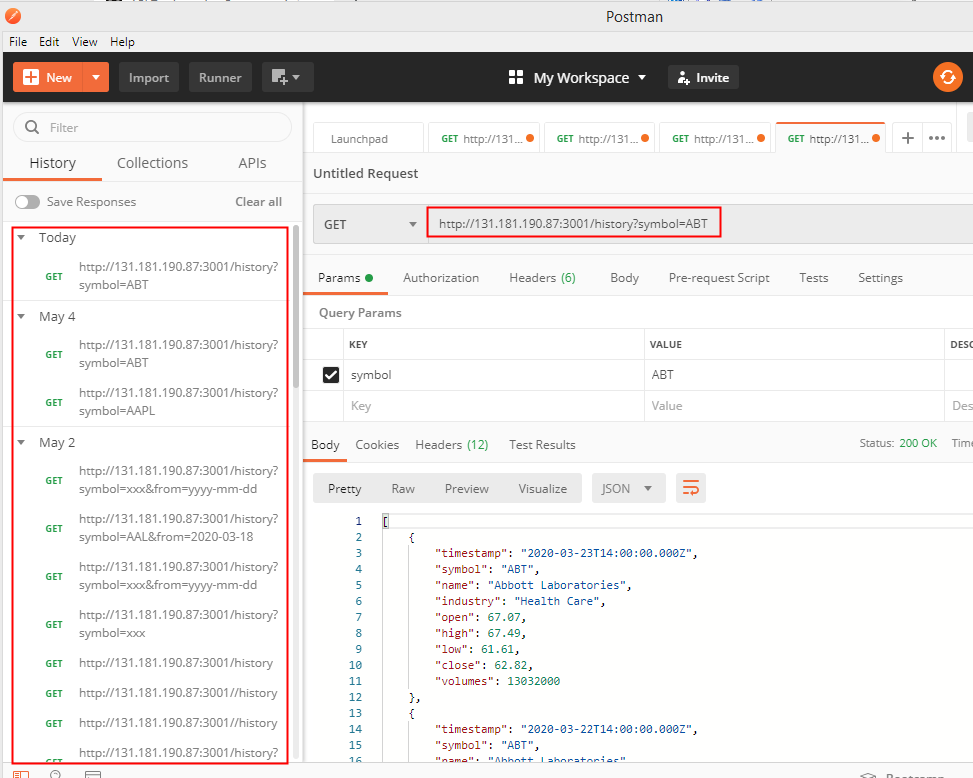 Postman
File Edit View Help
New Import Runner My Workspace Invite
Filter
History Collections APIs
Save Responses Clear all
Today
GET http://131.181.190.87:3001/history?
symbol=ABT
May 4
GET http://131.181.190.87:3001/history?
symbol=ABT
GET http://131.181.190.87:3001/history?
symbol=AAPL
May 2
GET http://131.181.190.87:3001/history?
symbol=xxx&from=yyyy-mm-dd
GET http://131.181.190.87:3001/history?
symbol=AAL&from=2020-03-18
GET http://131.181.190.87:3001/history?
symbol=xxx&from=yyyy-mm-dd
GET http://131.181.190.87:3001/history?
symbol=xxx
GET http://131.181.190.87:3001/history
GET http://131.181.190.87:3001//history
GET http://131.181.190.87:3001//history
GET http://131.181.190.87:3001/history?
Launchpad GET http://131... GET http://131... GET http://131... GET http://131... + •••
Untitled Request
GET http://131.181.190.87:3001/history?symbol=ABT
Params Authorization Headers (6) Body Pre-request Script Tests Settings
Query Params
KEY VALUE DESC
symbol ABT
Key Value Des
Body Cookies Headers (12) Test Results Status: 200 OK Time
Pretty Raw Preview Visualize JSON
1 [
2 {
3 "timestamp": "2020-03-23T14:00:00.000Z",
4 "symbol": "ABT",
5 "name": "Abbott Laboratories",
6 "industry": "Health Care",
7 "open": 67.07,
8 "high": 67.49,
9 "low": 61.61,
10 "close": 62.82,
11 "volumes": 13032000
12 },
13 {
14 "timestamp": "2020-03-22T14:00:00.000Z",
15 "symbol": "ABT",
16 "name": "Abbott Laboratories",